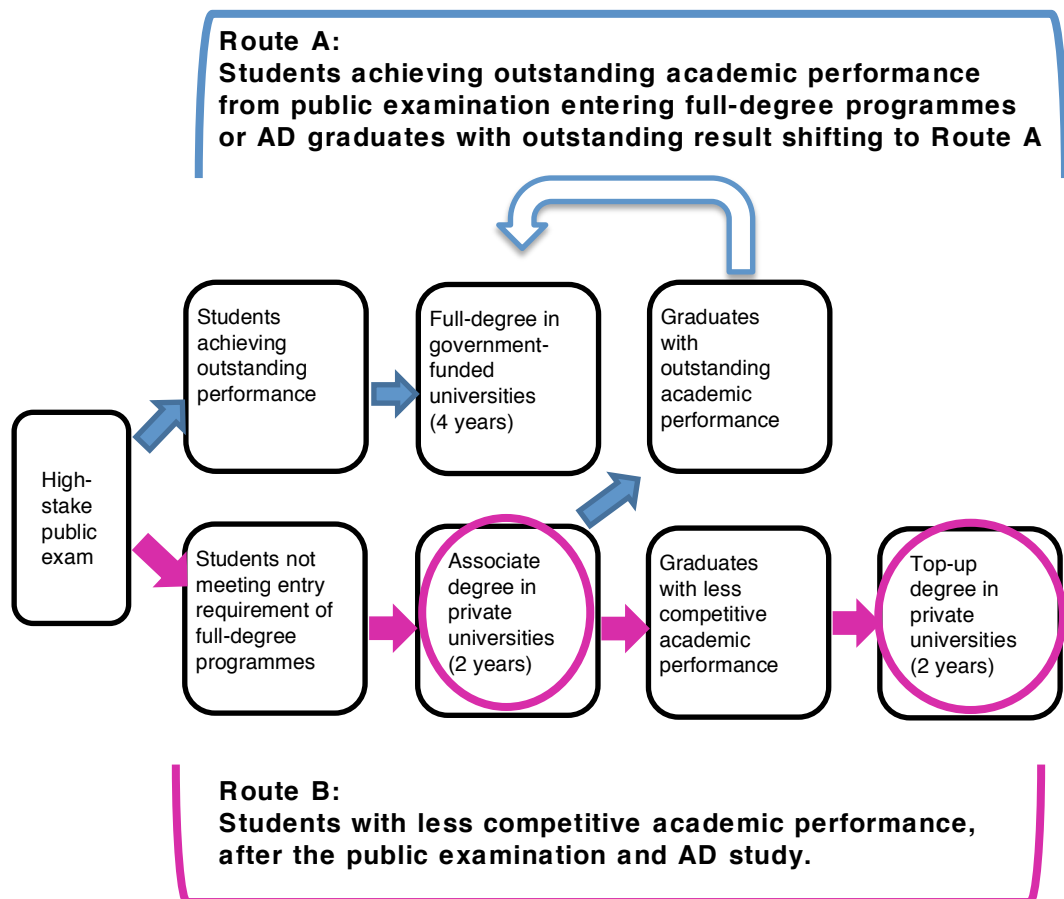 Route A:
Students achieving outstanding academic performance
from public examination entering full-degree programmes
or AD graduates with outstanding result shifting to Route A
Students
achieving
outstanding
performance
Full-degree in
government-
funded
universities
(4 years)
Graduates
with
outstanding
academic
performance
High-
stake
public
exam
Students not
meeting entry
requirement of
full-degree
programmes
Associate
degree in
private
universities
(2 years)
Graduates
with less
competitive
academic
performance
Top-up
degree in
private
universities
(2 years)
Route B:
Students with less competitive academic performance,
after the public examination and AD study.